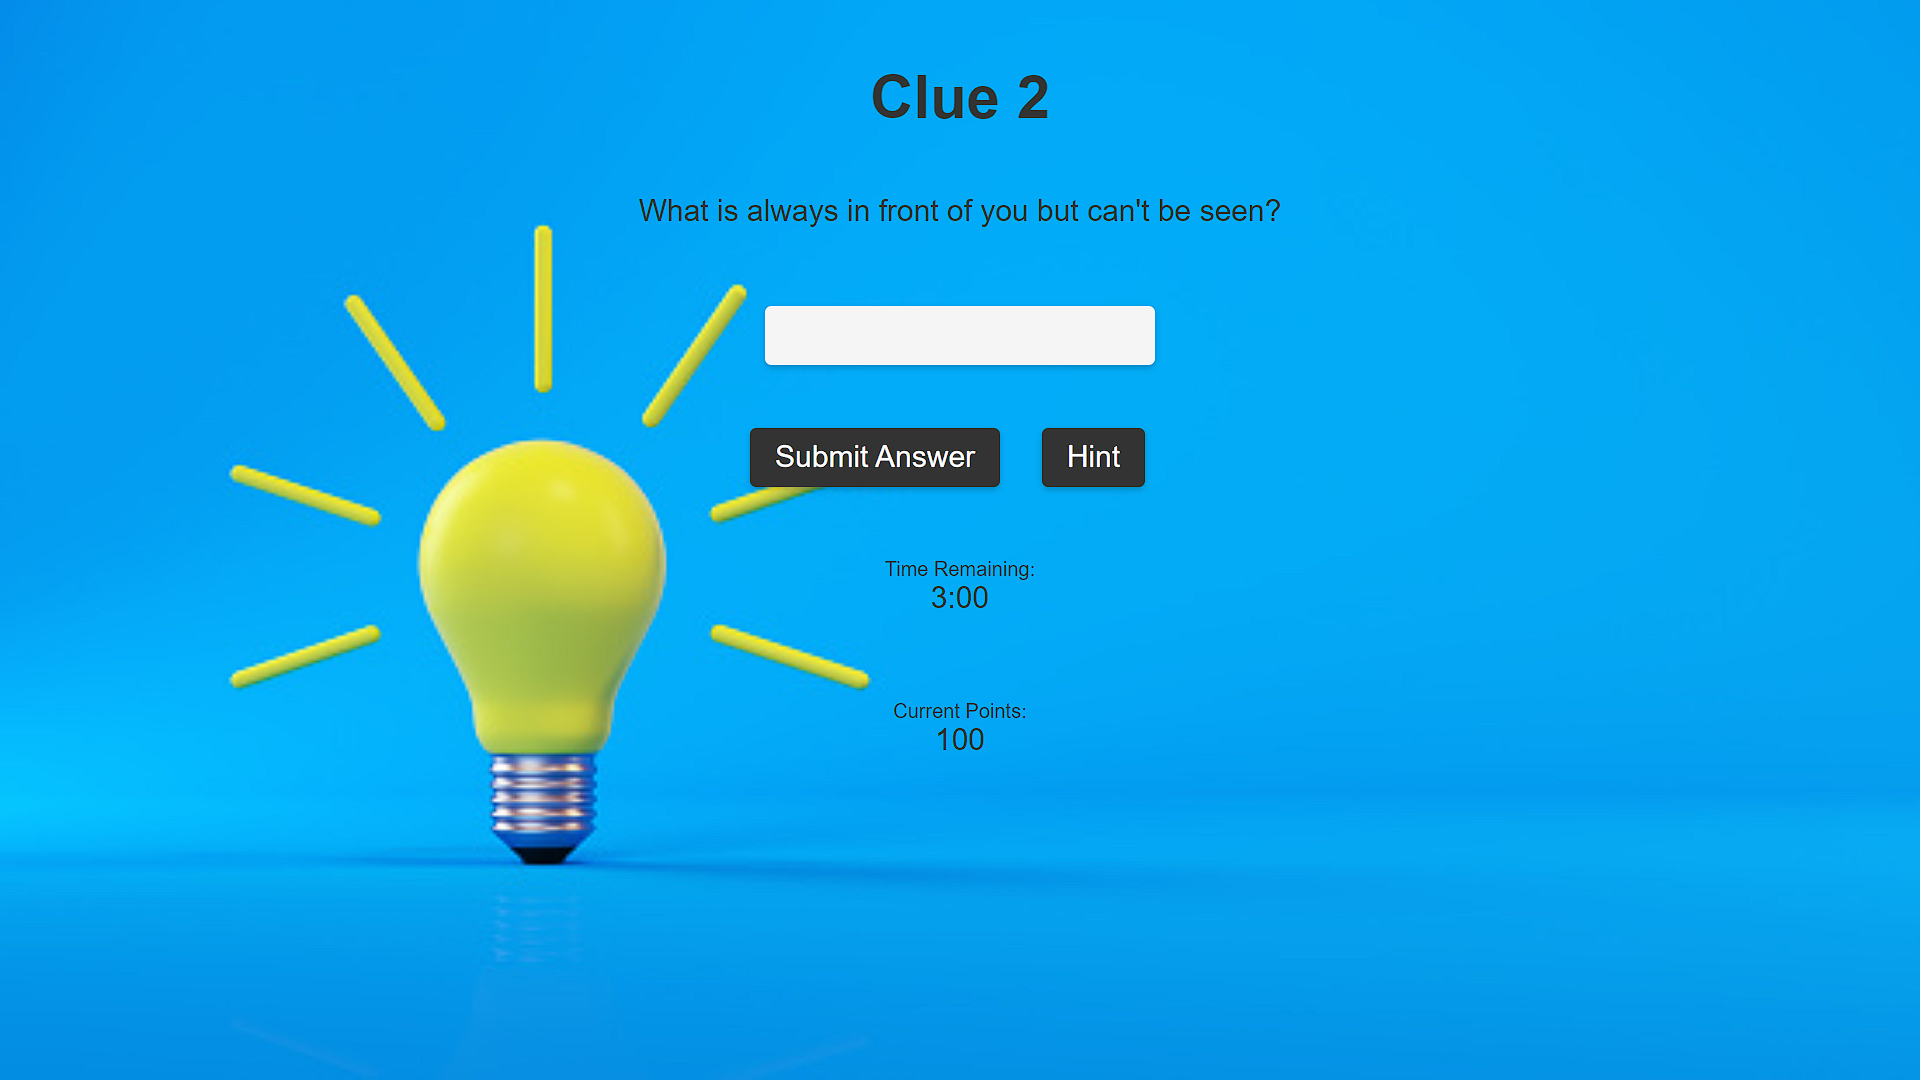 Clue 2
What is always in front of you but can't be seen?
Submit Answer
Hint
Time Remaining:
3:00
Current Points:
100